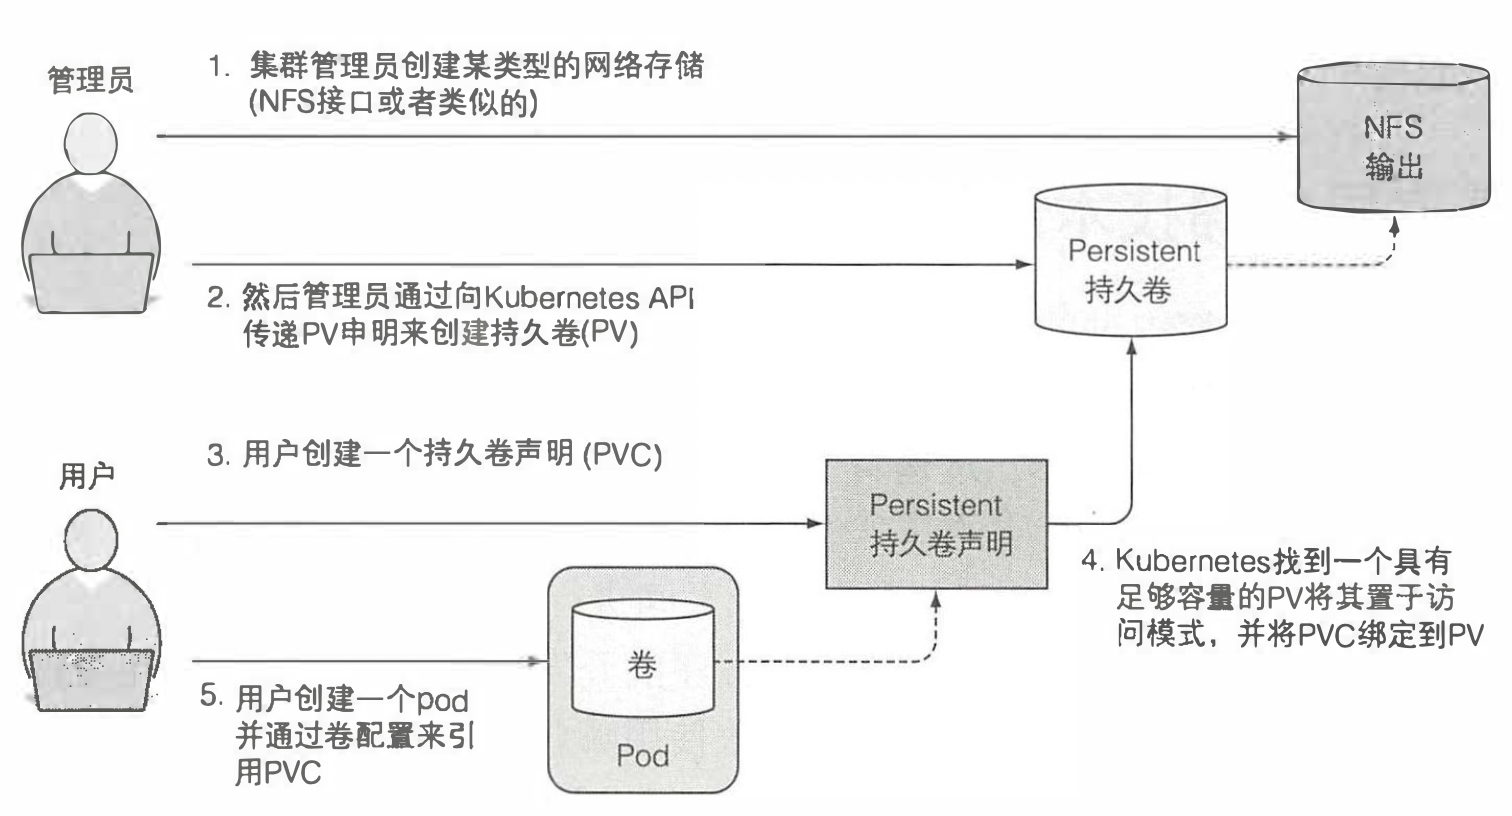 管理员
1. 集群管理员创建某类型的网络存储
(NFS接口或者类似的)
NFS
输出
Persistent
持久卷
2. 然后管理员通过向Kubernetes API
传递PV申明来创建持久卷(PV)
用户
3. 用户创建一个持久卷声明 (PVC)
Persistent
持久卷声明
4. Kubernetes找到一个具有
足够容量的PV将其置于访
问模式，并将PVC绑定到PV
卷
Pod
5. 用户创建一个pod
并通过卷配置来引
用PVC